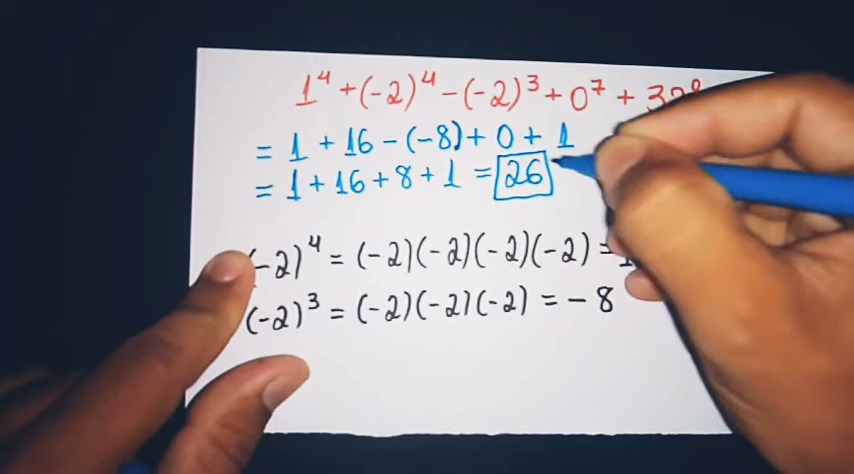 1⁴ + (-2)⁴ - (-2)³ + 0⁷ + 3
= 1 + 16 - (-8) + 0 + 1
= 1 + 16 + 8 + 1 = 26
(-2)⁴ = (-2)(-2)(-2)(-2) =
(-2)³ = (-2)(-2)(-2) = -8